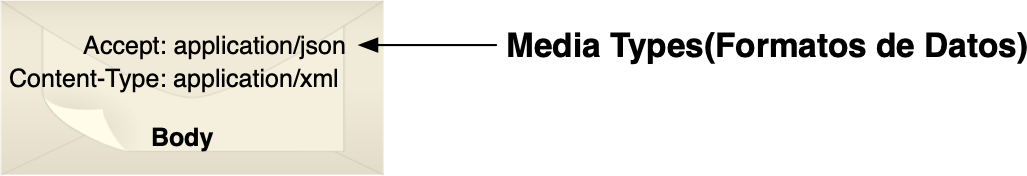 Accept: application/json
Media Types(Formatos de Datos)
Content-Type: application/xml
Body